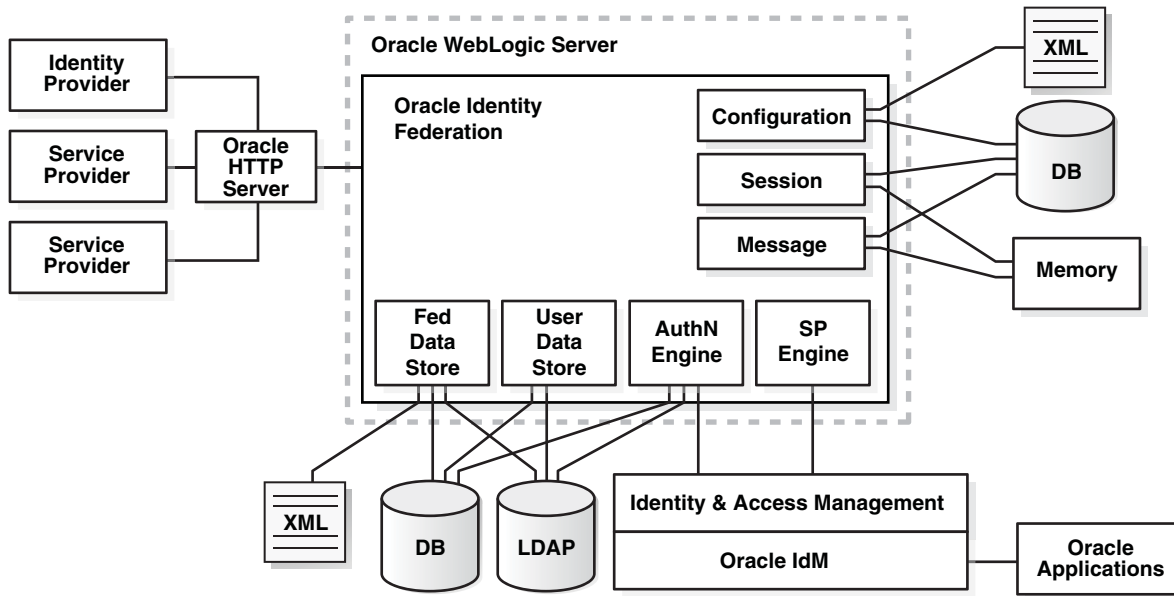 Oracle WebLogic Server
Identity
Provider
Service
Provider
Service
Provider
Oracle
HTTP
Server
Oracle Identity
Federation
Configuration
Session
Message
XML
DB
Memory
Fed
Data
Store
User
Data
Store
AuthN
Engine
SP
Engine
XML
DB
LDAP
Identity & Access Management
Oracle IdM
Oracle
Applications